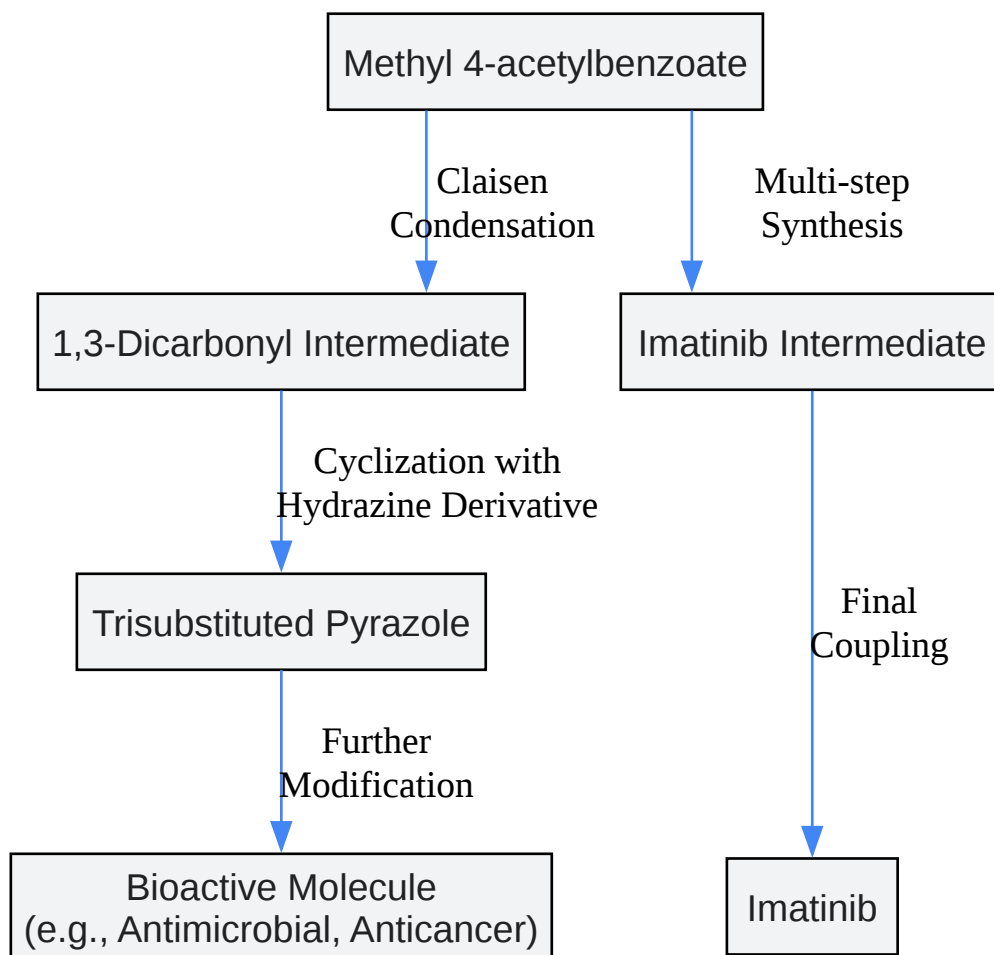 Methyl 4-acetylbenzoate
Claisen
Condensation
Multi-step
Synthesis
1,3-Dicarbonyl Intermediate
Imatinib Intermediate
Cyclization with
Hydrazine Derivative
Trisubstituted Pyrazole
Final
Coupling
Further
Modification
Bioactive Molecule
(e.g., Antimicrobial, Anticancer)
Imatinib